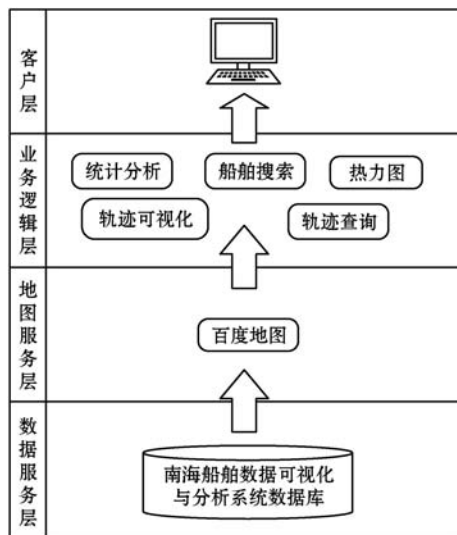 客户层
业务逻辑层
统计分析
船舶搜索
热力图
轨迹可视化
轨迹查询
地图服务层
百度地图
数据服务层
南海船舶数据可视化
与分析系统数据库